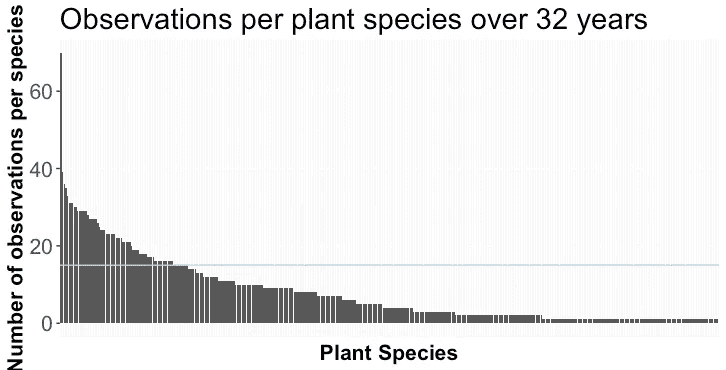 Observations per plant species over 32 years
Number of observations per species
60
40
20
0
Plant Species